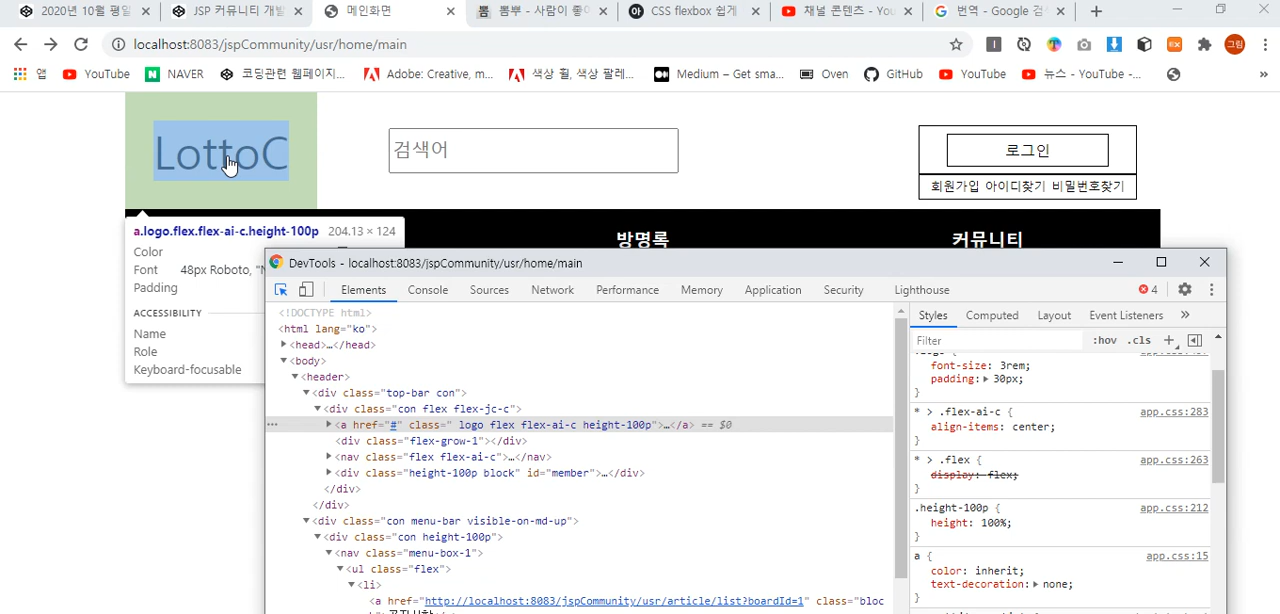 2020년 10월 평일
JSP 커뮤니티 개발
메인화면
뽐뿌 - 사람이 좋아
CSS flexbox 쉽게
채널 콘텐츠 - You
번역 - Google 검
localhost:8083/jspCommunity/usr/home/main
그림
앱
YouTube
NAVER
코딩관련 웹페이지...
Adobe: Creative, m...
색상 휠, 색상 팔레...
Medium – Get sma...
Oven
GitHub
YouTube
뉴스 - YouTube -...
»
LottoC
검색어
로그인
회원가입 아이디찾기 비밀번호찾기
방명록
커뮤니티
a.logo.flex.flex-ai-c.height-100p 204.13 × 124
Color
Font 48px Roboto, "N
Padding
ACCESSIBILITY
Name
Role
Keyboard-focusable
DevTools - localhost:8083/jspCommunity/usr/home/main
Elements Console Sources Network Performance Memory Application Security Lighthouse
4
<!DOCTYPE html>
<html lang="ko">
<head>…</head>
<body>
<header>
<div class="top-bar con">
<div class="con flex flex-jc-c">
<a href="#" class=" logo flex flex-ai-c height-100p">…</a> == $0
<div class="flex-grow-1"></div>
<nav class="flex flex-ai-c">…</nav>
<div class="height-100p block" id="member">…</div>
</div>
</div>
<div class="con menu-bar visible-on-md-up">
<div class="con height-100p">
<nav class="menu-box-1">
<ul class="flex">
<li>
<a href="http://localhost:8083/jspCommunity/usr/article/list?boardId=1" class="bloc
Styles Computed Layout Event Listeners »
Filter
:hov .cls +
font-size: 3rem;
padding: 30px;
}
* > .flex-ai-c { app.css:283
align-items: center;
}
* > .flex { app.css:263
display: flex;
}
.height-100p { app.css:212
height: 100%;
}
a { app.css:15
color: inherit;
text-decoration: none;
}